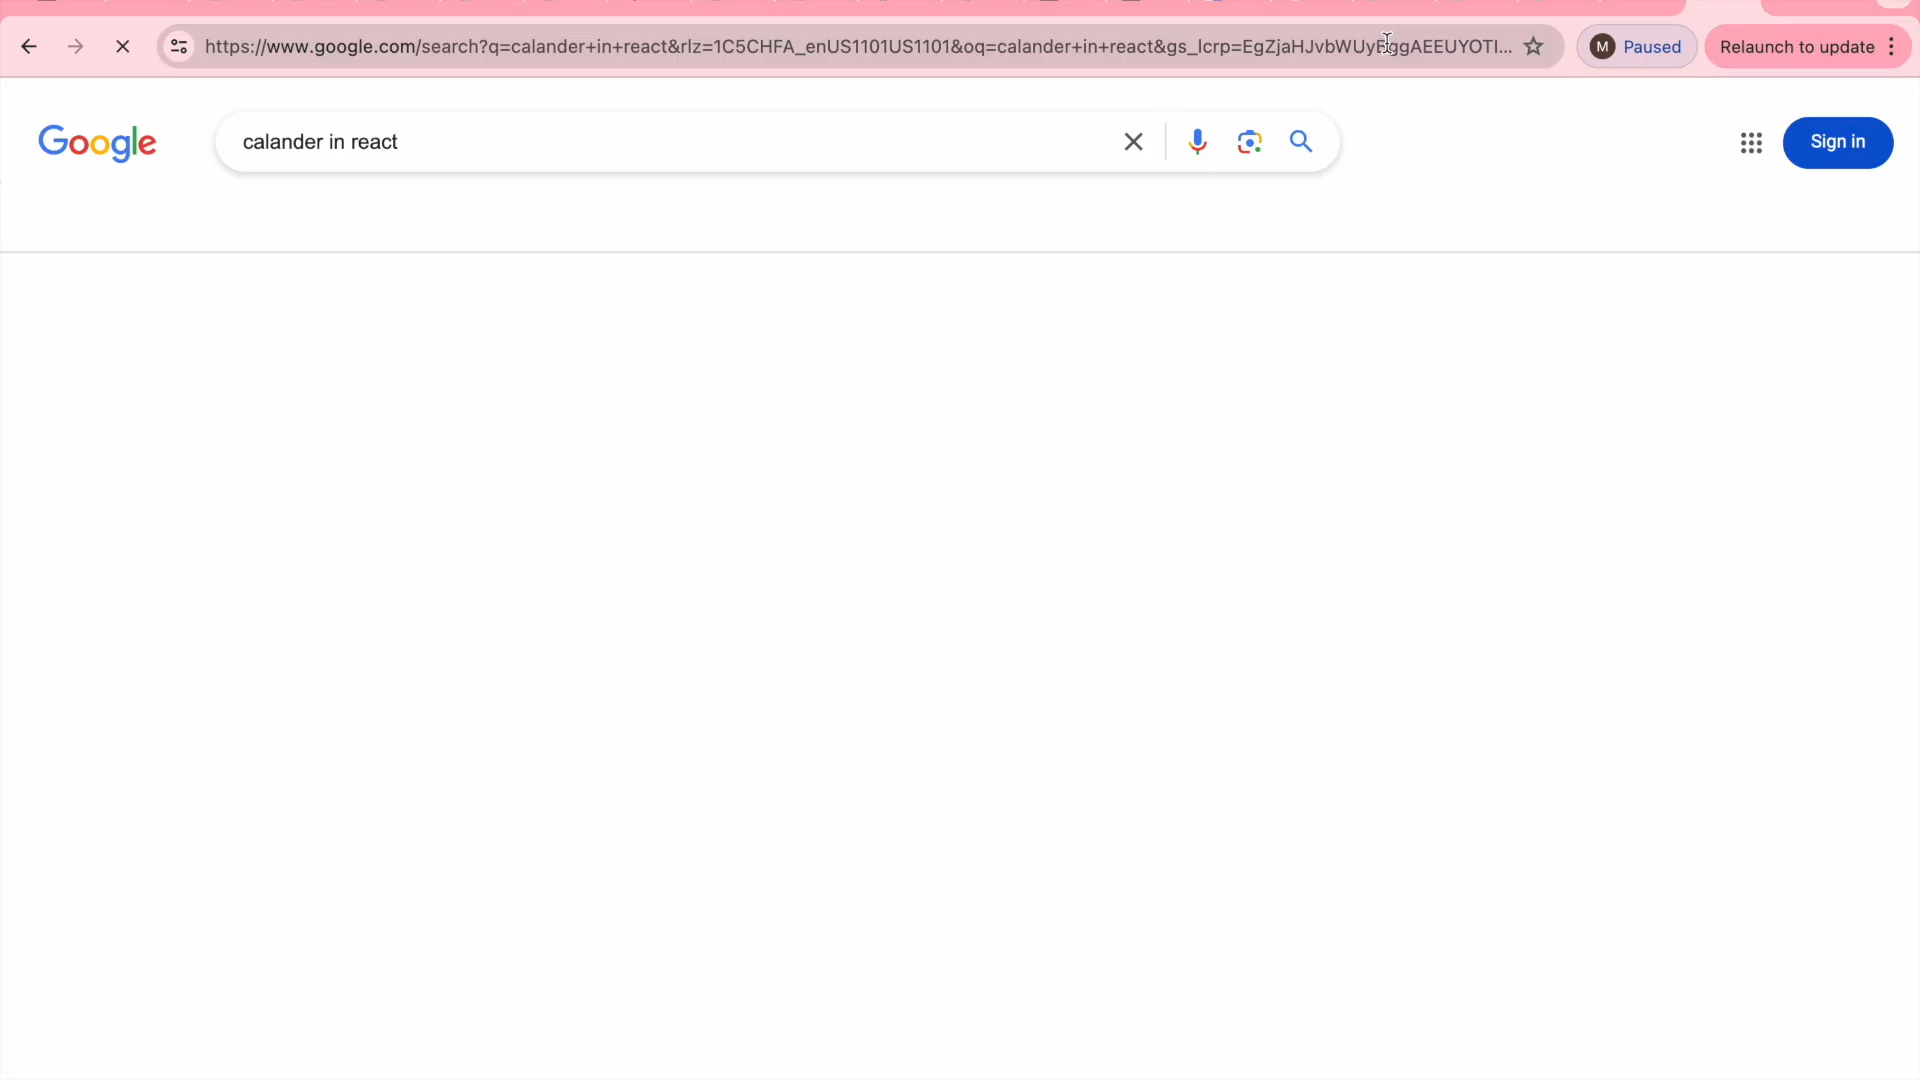 https://www.google.com/search?q=calander+in+react&rlz=1C5CHFA_enUS1101US1101&oq=calander+in+react&gs_lcrp=EgZjaHJvbWUyBggAEEUYOTI...
M Paused
Relaunch to update
Google
calander in react
Sign in